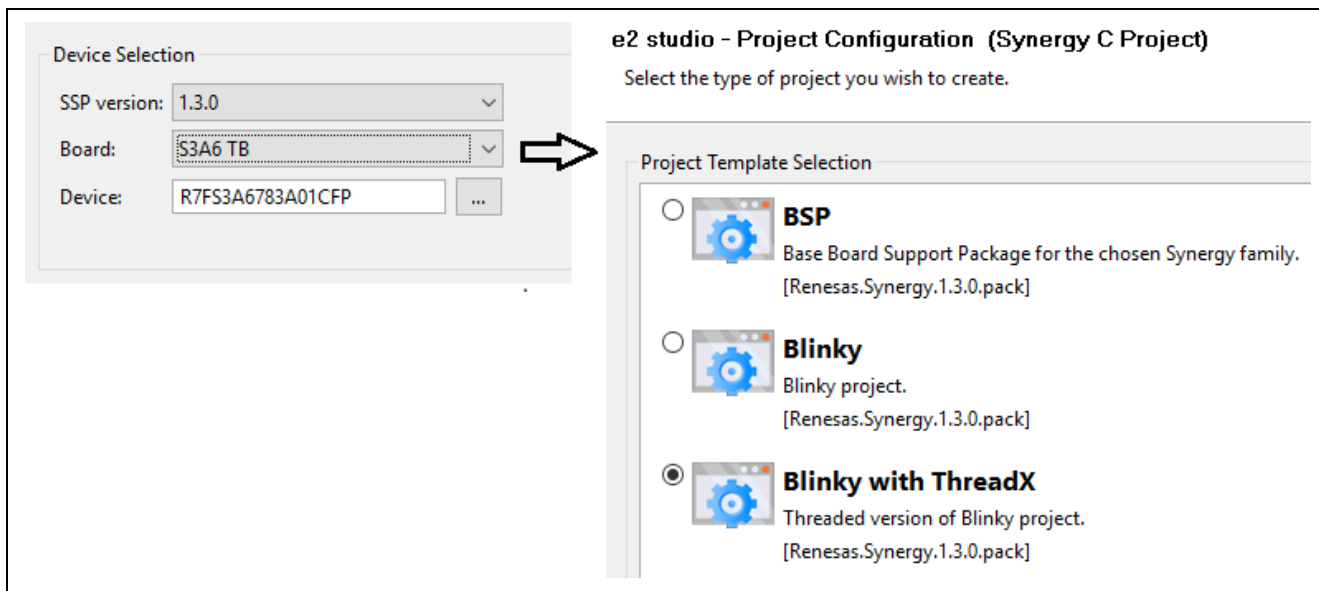 Device Selection
SSP version: 1.3.0
Board: S3A6 TB
Device: R7FS3A6783A01CFP ...
e2 studio - Project Configuration (Synergy C Project)
Select the type of project you wish to create.
Project Template Selection
BSP
Base Board Support Package for the chosen Synergy family.
[Renesas.Synergy.1.3.0.pack]
Blinky
Blinky project.
[Renesas.Synergy.1.3.0.pack]
Blinky with ThreadX
Threaded version of Blinky project.
[Renesas.Synergy.1.3.0.pack]